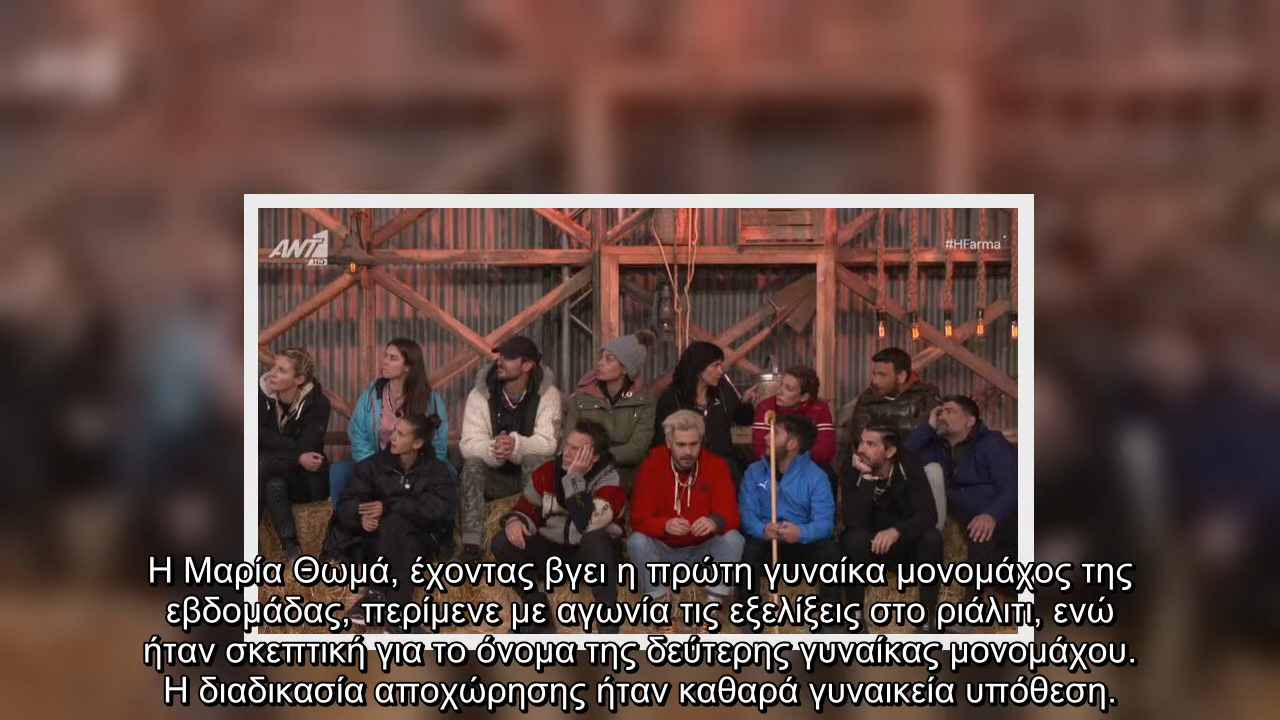 ANT1
HD
#HFarma
Η Μαρία Θωμά, έχοντας βγει η πρώτη γυναίκα μονομάχος της
εβδομάδας, περίμενε με αγωνία τις εξελίξεις στο ριάλιτι, ενώ
ήταν σκεπτική για το όνομα της δεύτερης γυναίκας μονομάχου.
Η διαδικασία αποχώρησης ήταν καθαρά γυναικεία υπόθεση.